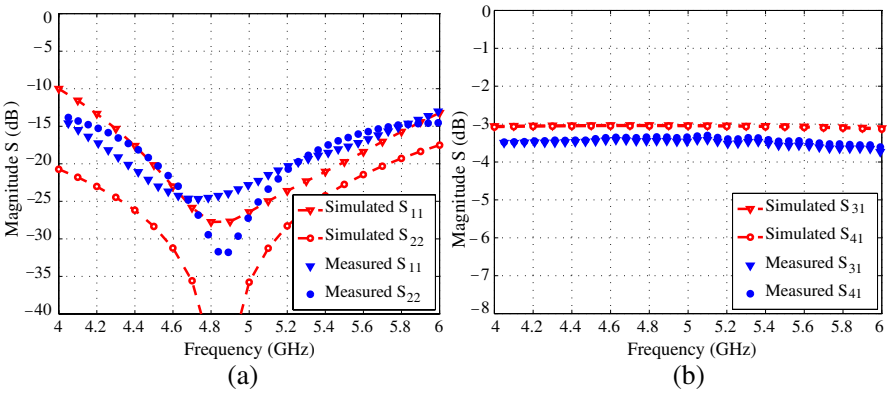 0
−5
−10
−15
−20
−25
−30
−35
−40
Magnitude S (dB)
4 4.2 4.4 4.6 4.8 5 5.2 5.4 5.6 5.8 6
Frequency (GHz)
Simulated S11
Simulated S22
Measured S11
Measured S22
(a)
0
−1
−2
−3
−4
−5
−6
−7
−8
Magnitude S (dB)
4 4.2 4.4 4.6 4.8 5 5.2 5.4 5.6 5.8 6
Frequency (GHz)
Simulated S31
Simulated S41
Measured S31
Measured S41
(b)